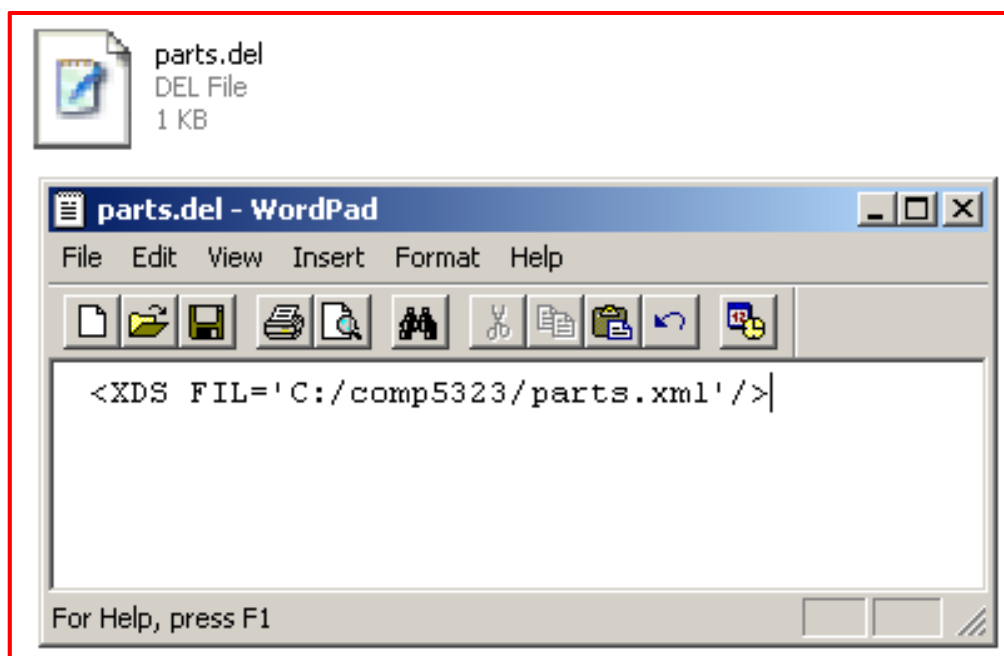 parts.del
DEL File
1 KB
parts.del - WordPad
File Edit View Insert Format Help
12
<XDS FIL='C:/comp5323/parts.xml'/>
For Help, press F1